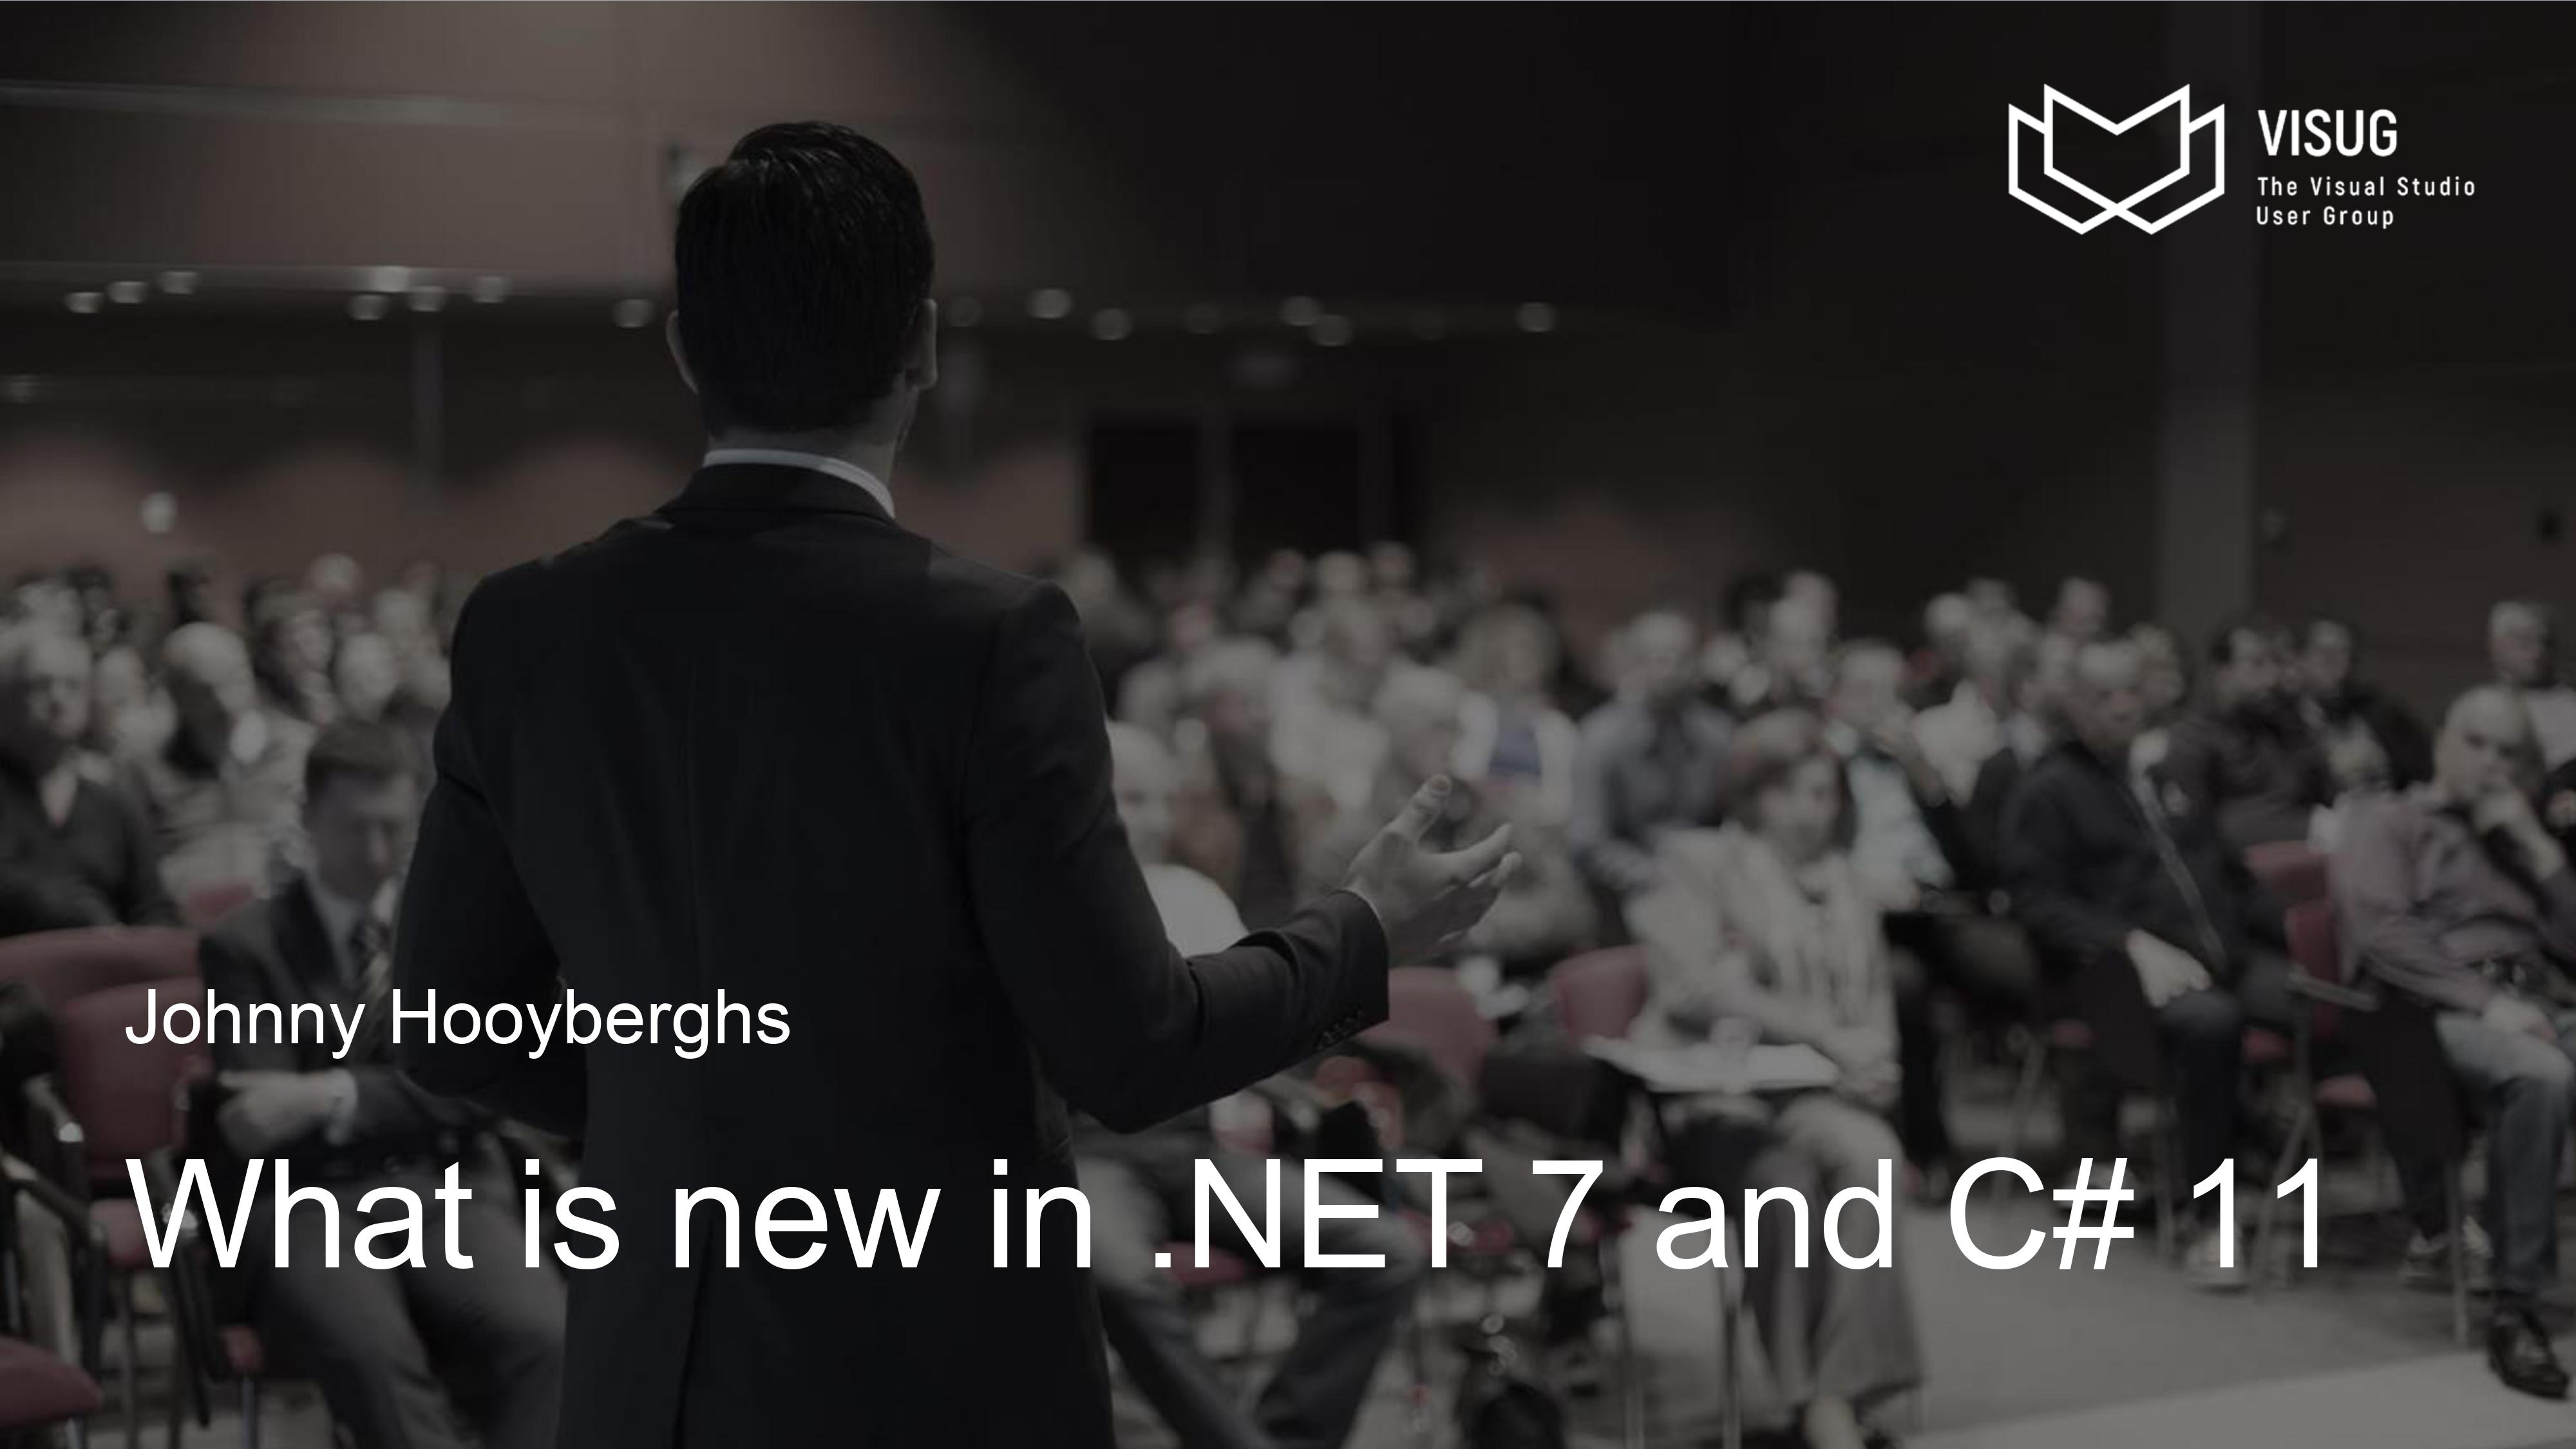 VISUG
The Visual Studio
User Group
Johnny Hooyberghs
What is new in .NET 7 and C# 11